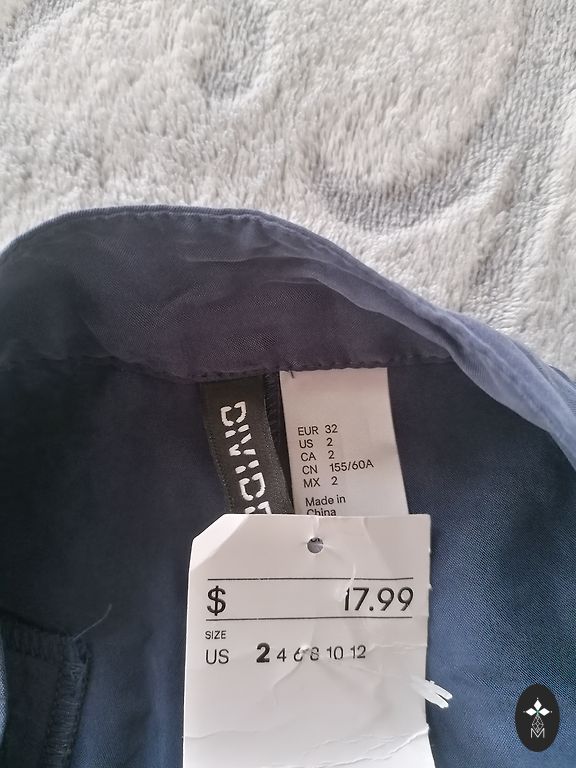 DIVIDE
EUR 32
US 2
CA 2
CN 155/60A
MX 2
Made in
China
$ 17.99
SIZE
US 2 4 6 8 10 12
M